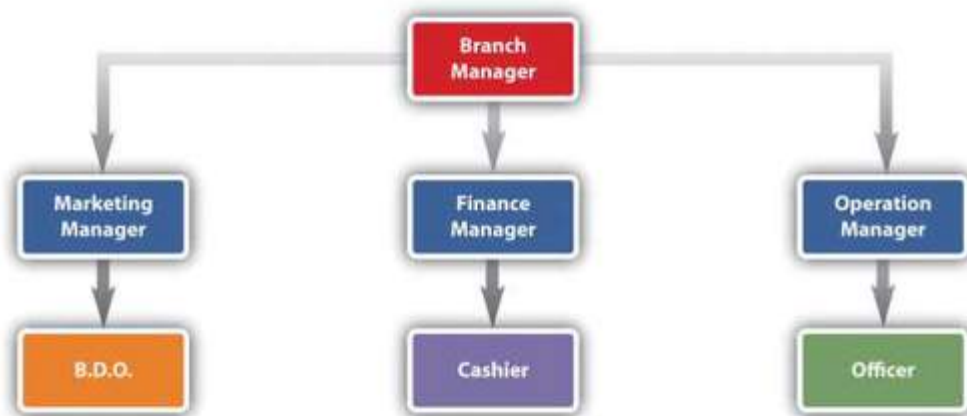 Branch
Manager
Marketing
Manager
Finance
Manager
Operation
Manager
B.D.O.
Cashier
Officer